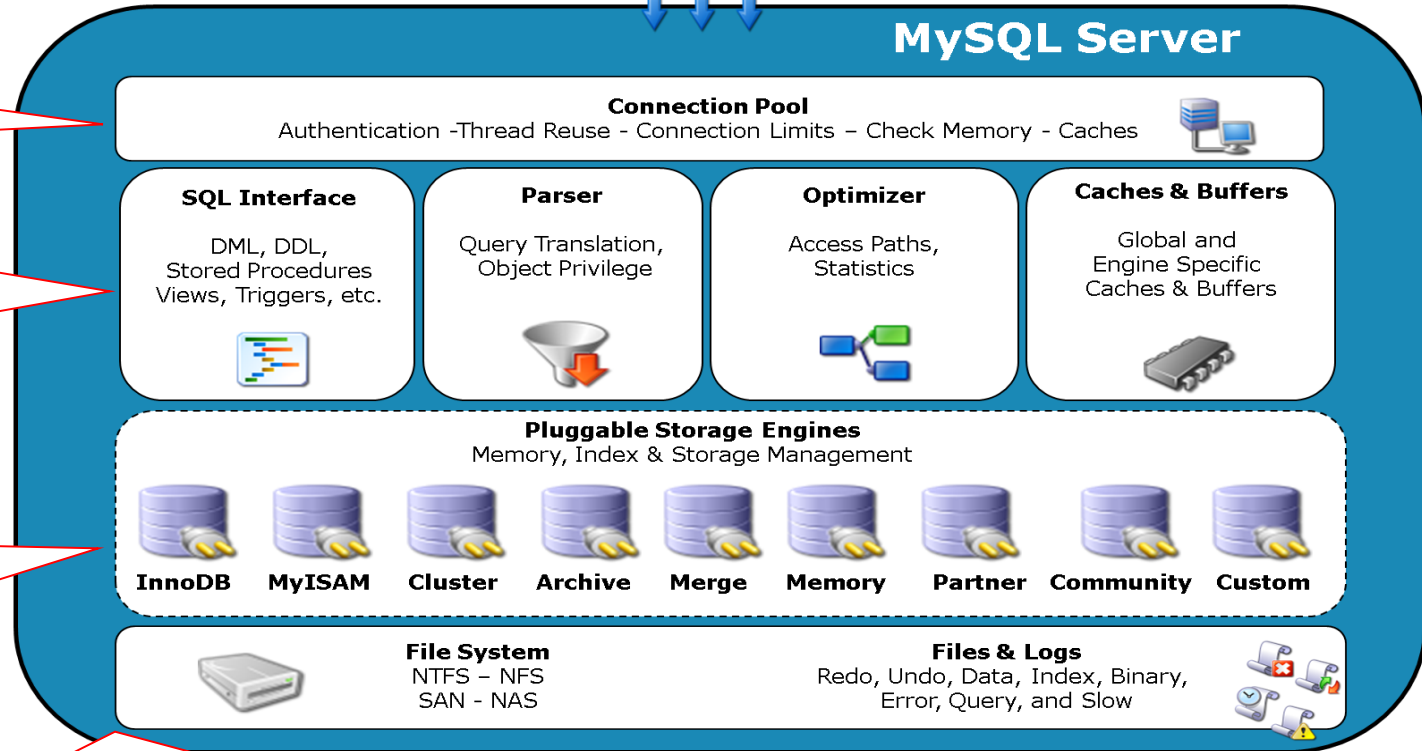 MySQL Server
Connection Pool
Authentication -Thread Reuse - Connection Limits – Check Memory - Caches
SQL Interface
DML, DDL,
Stored Procedures
Views, Triggers, etc.
Parser
Query Translation,
Object Privilege
Optimizer
Access Paths,
Statistics
Caches & Buffers
Global and
Engine Specific
Caches & Buffers
Pluggable Storage Engines
Memory, Index & Storage Management
InnoDB
MyISAM
Cluster
Archive
Merge
Memory
Partner
Community
Custom
File System
NTFS – NFS
SAN - NAS
Files & Logs
Redo, Undo, Data, Index, Binary,
Error, Query, and Slow